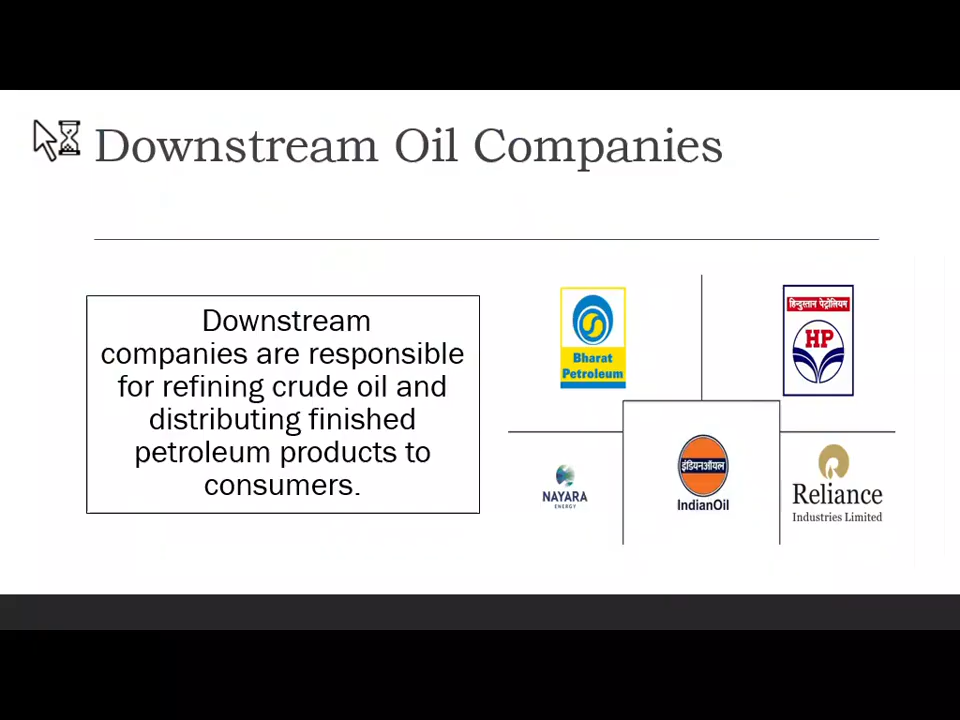 Downstream Oil Companies
Downstream
companies are responsible
for refining crude oil and
distributing finished
petroleum products to
consumers.
Bharat
Petroleum
हिन्दुस्तान पेट्रोलियम
HP
NAYARA
ENERGY
इंडियनऑयल
IndianOil
Reliance
Industries Limited